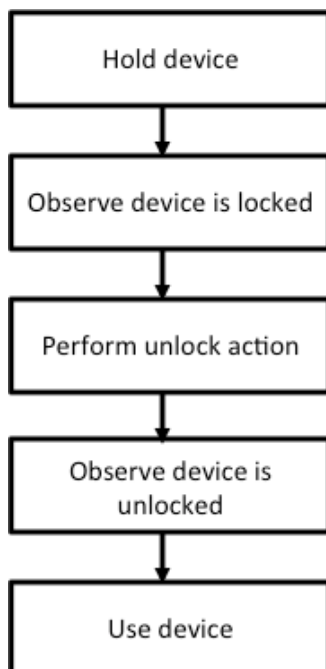 Hold device
Observe device is locked
Perform unlock action
Observe device is
unlocked
Use device